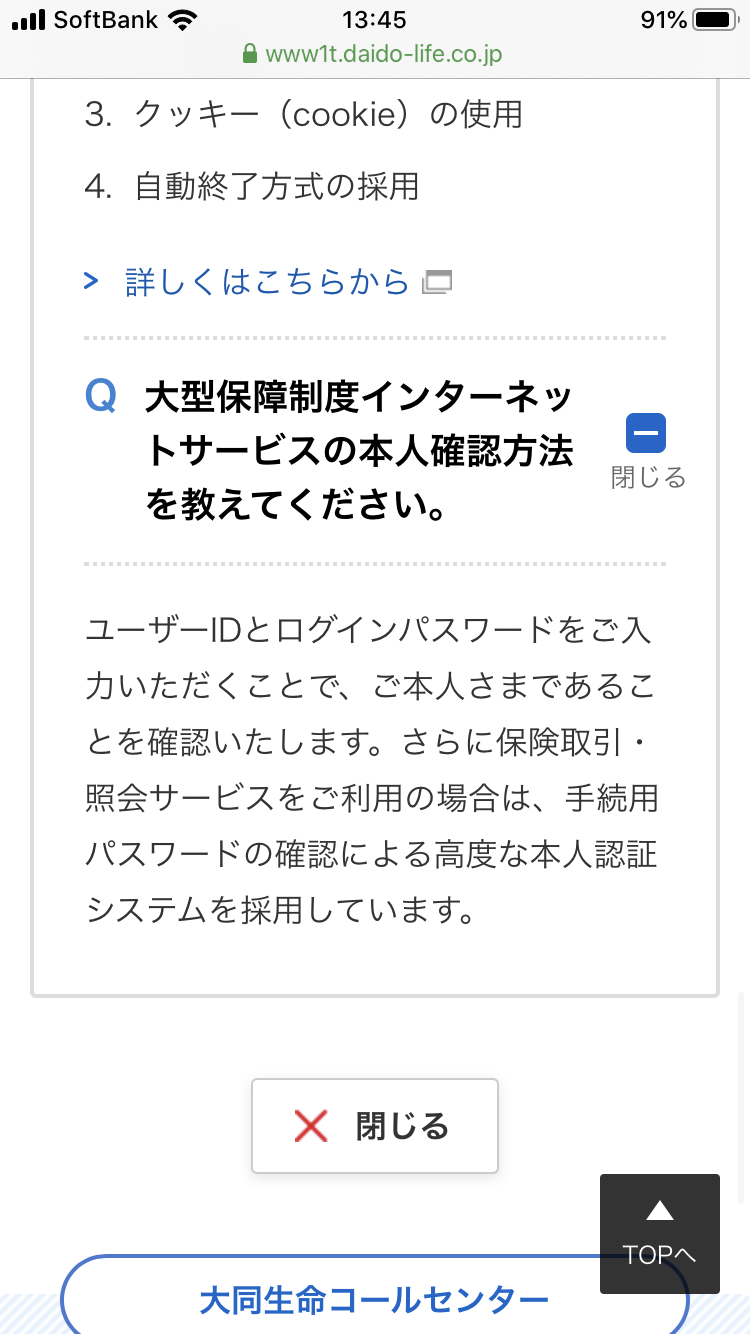 SoftBank 13:45 91%
www1t.daido-life.co.jp
3. クッキー（cookie）の使用
4. 自動終了方式の採用
> 詳しくはこちらから
Q 大型保障制度インターネッ
トサービスの本人確認方法
を教えてください。
閉じる
ユーザーIDとログインパスワードをご入
力いただくことで、ご本人さまであるこ
とを確認いたします。さらに保険取引・
照会サービスをご利用の場合は、手続用
パスワードの確認による高度な本人認証
システムを採用しています。
閉じる
TOPへ
大同生命コールセンター